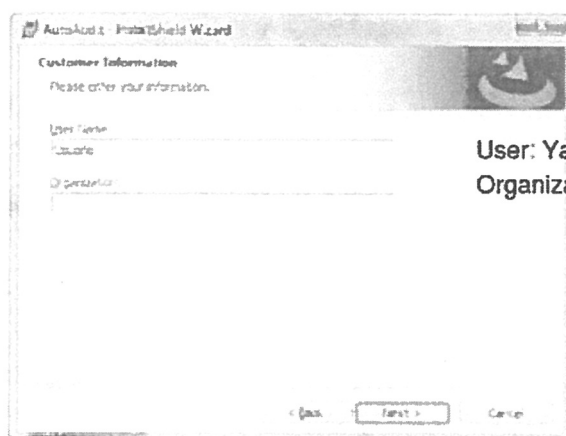 AutoAudit - InstallShield Wizard
Customer Information
Please enter your information.
User Name
Organization
User: Ya
Organiza
< Back
Next >
Cancel